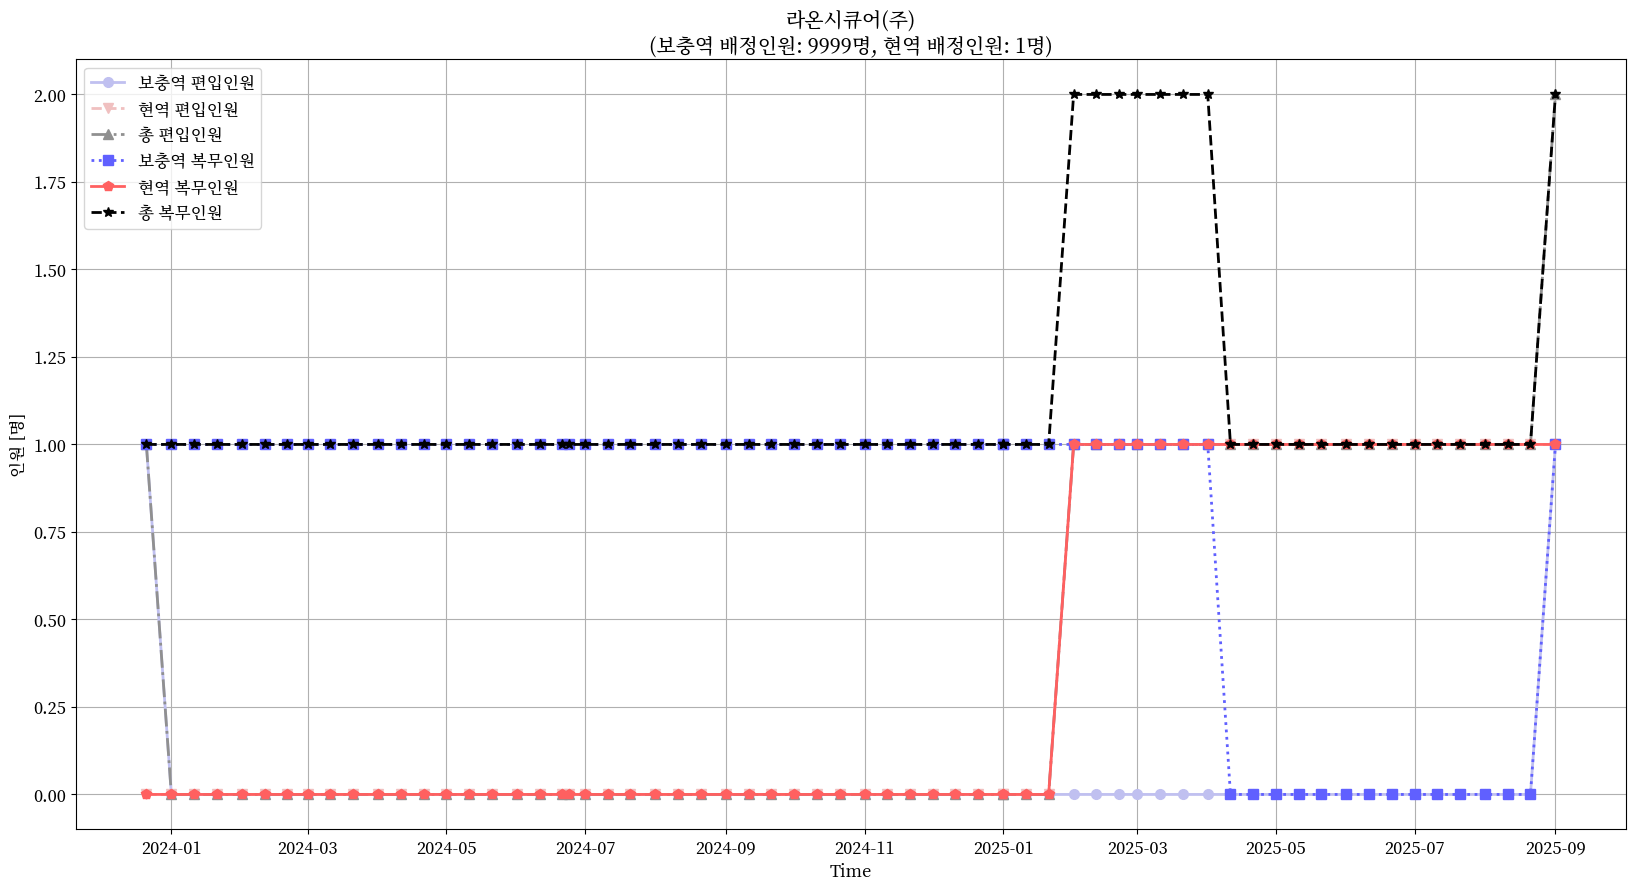 라온시큐어(주)
(보충역 배정인원: 9999명, 현역 배정인원: 1명)
보충역 편입인원
현역 편입인원
총 편입인원
보충역 복무인원
현역 복무인원
총 복무인원
2.00
1.75
1.50
1.25
1.00
0.75
0.50
0.25
0.00
인원 [명]
2024-01 2024-03 2024-05 2024-07 2024-09 2024-11 2025-01 2025-03 2025-05 2025-07 2025-09
Time